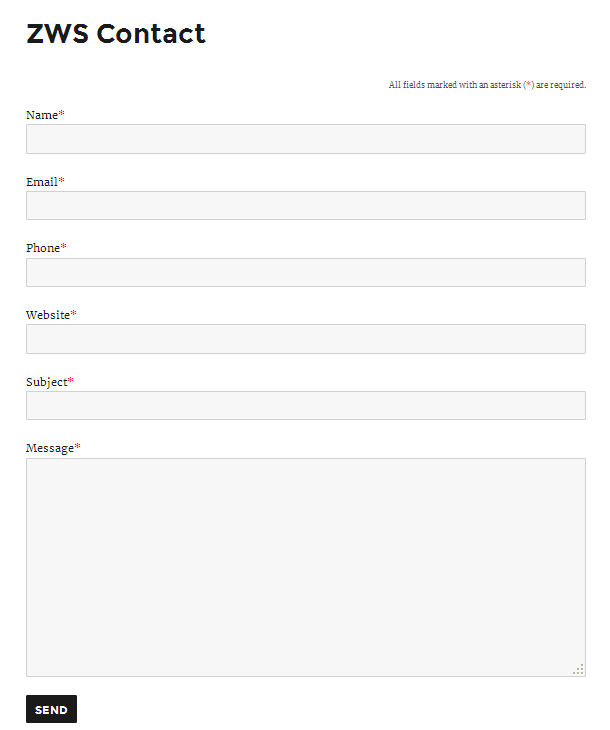 ZWS Contact
All fields marked with an asterisk (*) are required.
Name*
Email*
Phone*
Website*
Subject*
Message*
SEND